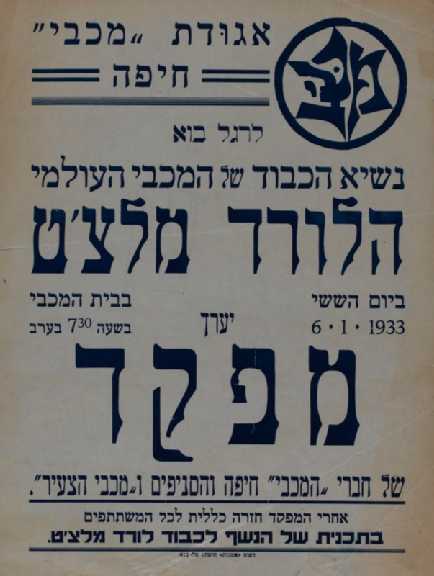 אגודת „מכבי"
חיפה
לרגל בוא
נשיא הכבוד של המכבי העולמי
הלורד מלצ'ט
ביום הששי
6·1·1933
יערך
בבית המכבי
בשעה 7³⁰ בערב
מפקד
של חברי „המכבי" חיפה והסניפים ו„מכבי הצעיר".
אחרי המפקד חזרה כללית לכל המשתתפים
בתכנית של הנשף לכבוד לורד מלצ'ט.